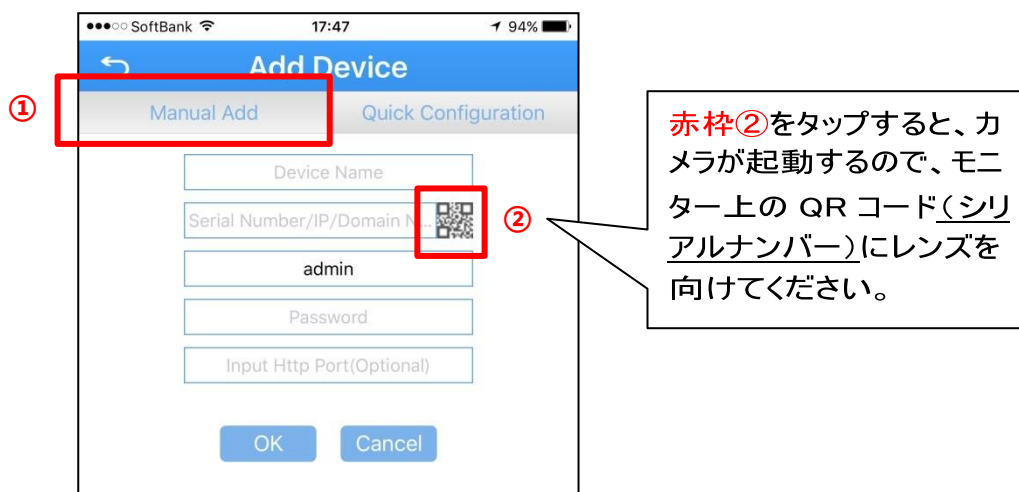 ●●●○○ SoftBank 17:47 94%
Add Device
①
Manual Add Quick Configuration
Device Name
Serial Number/IP/Domain N...
②
admin
Password
Input Http Port(Optional)
OK Cancel
赤枠②をタップすると、カ
メラが起動するので、モニ
ター上の QR コード(シリ
アルナンバー)にレンズを
向けてください。